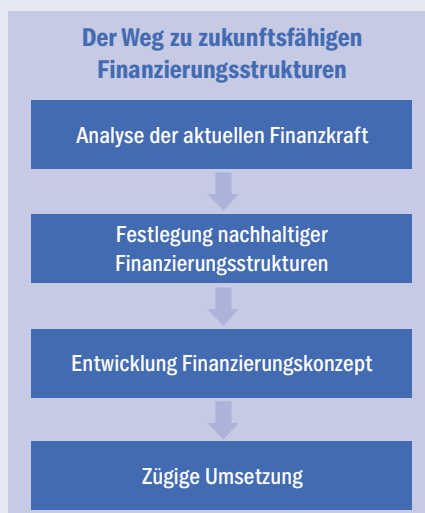 Der Weg zu zukunftsfähigen
Finanzierungsstrukturen
Analyse der aktuellen Finanzkraft
Festlegung nachhaltiger
Finanzierungsstrukturen
Entwicklung Finanzierungskonzept
Zügige Umsetzung